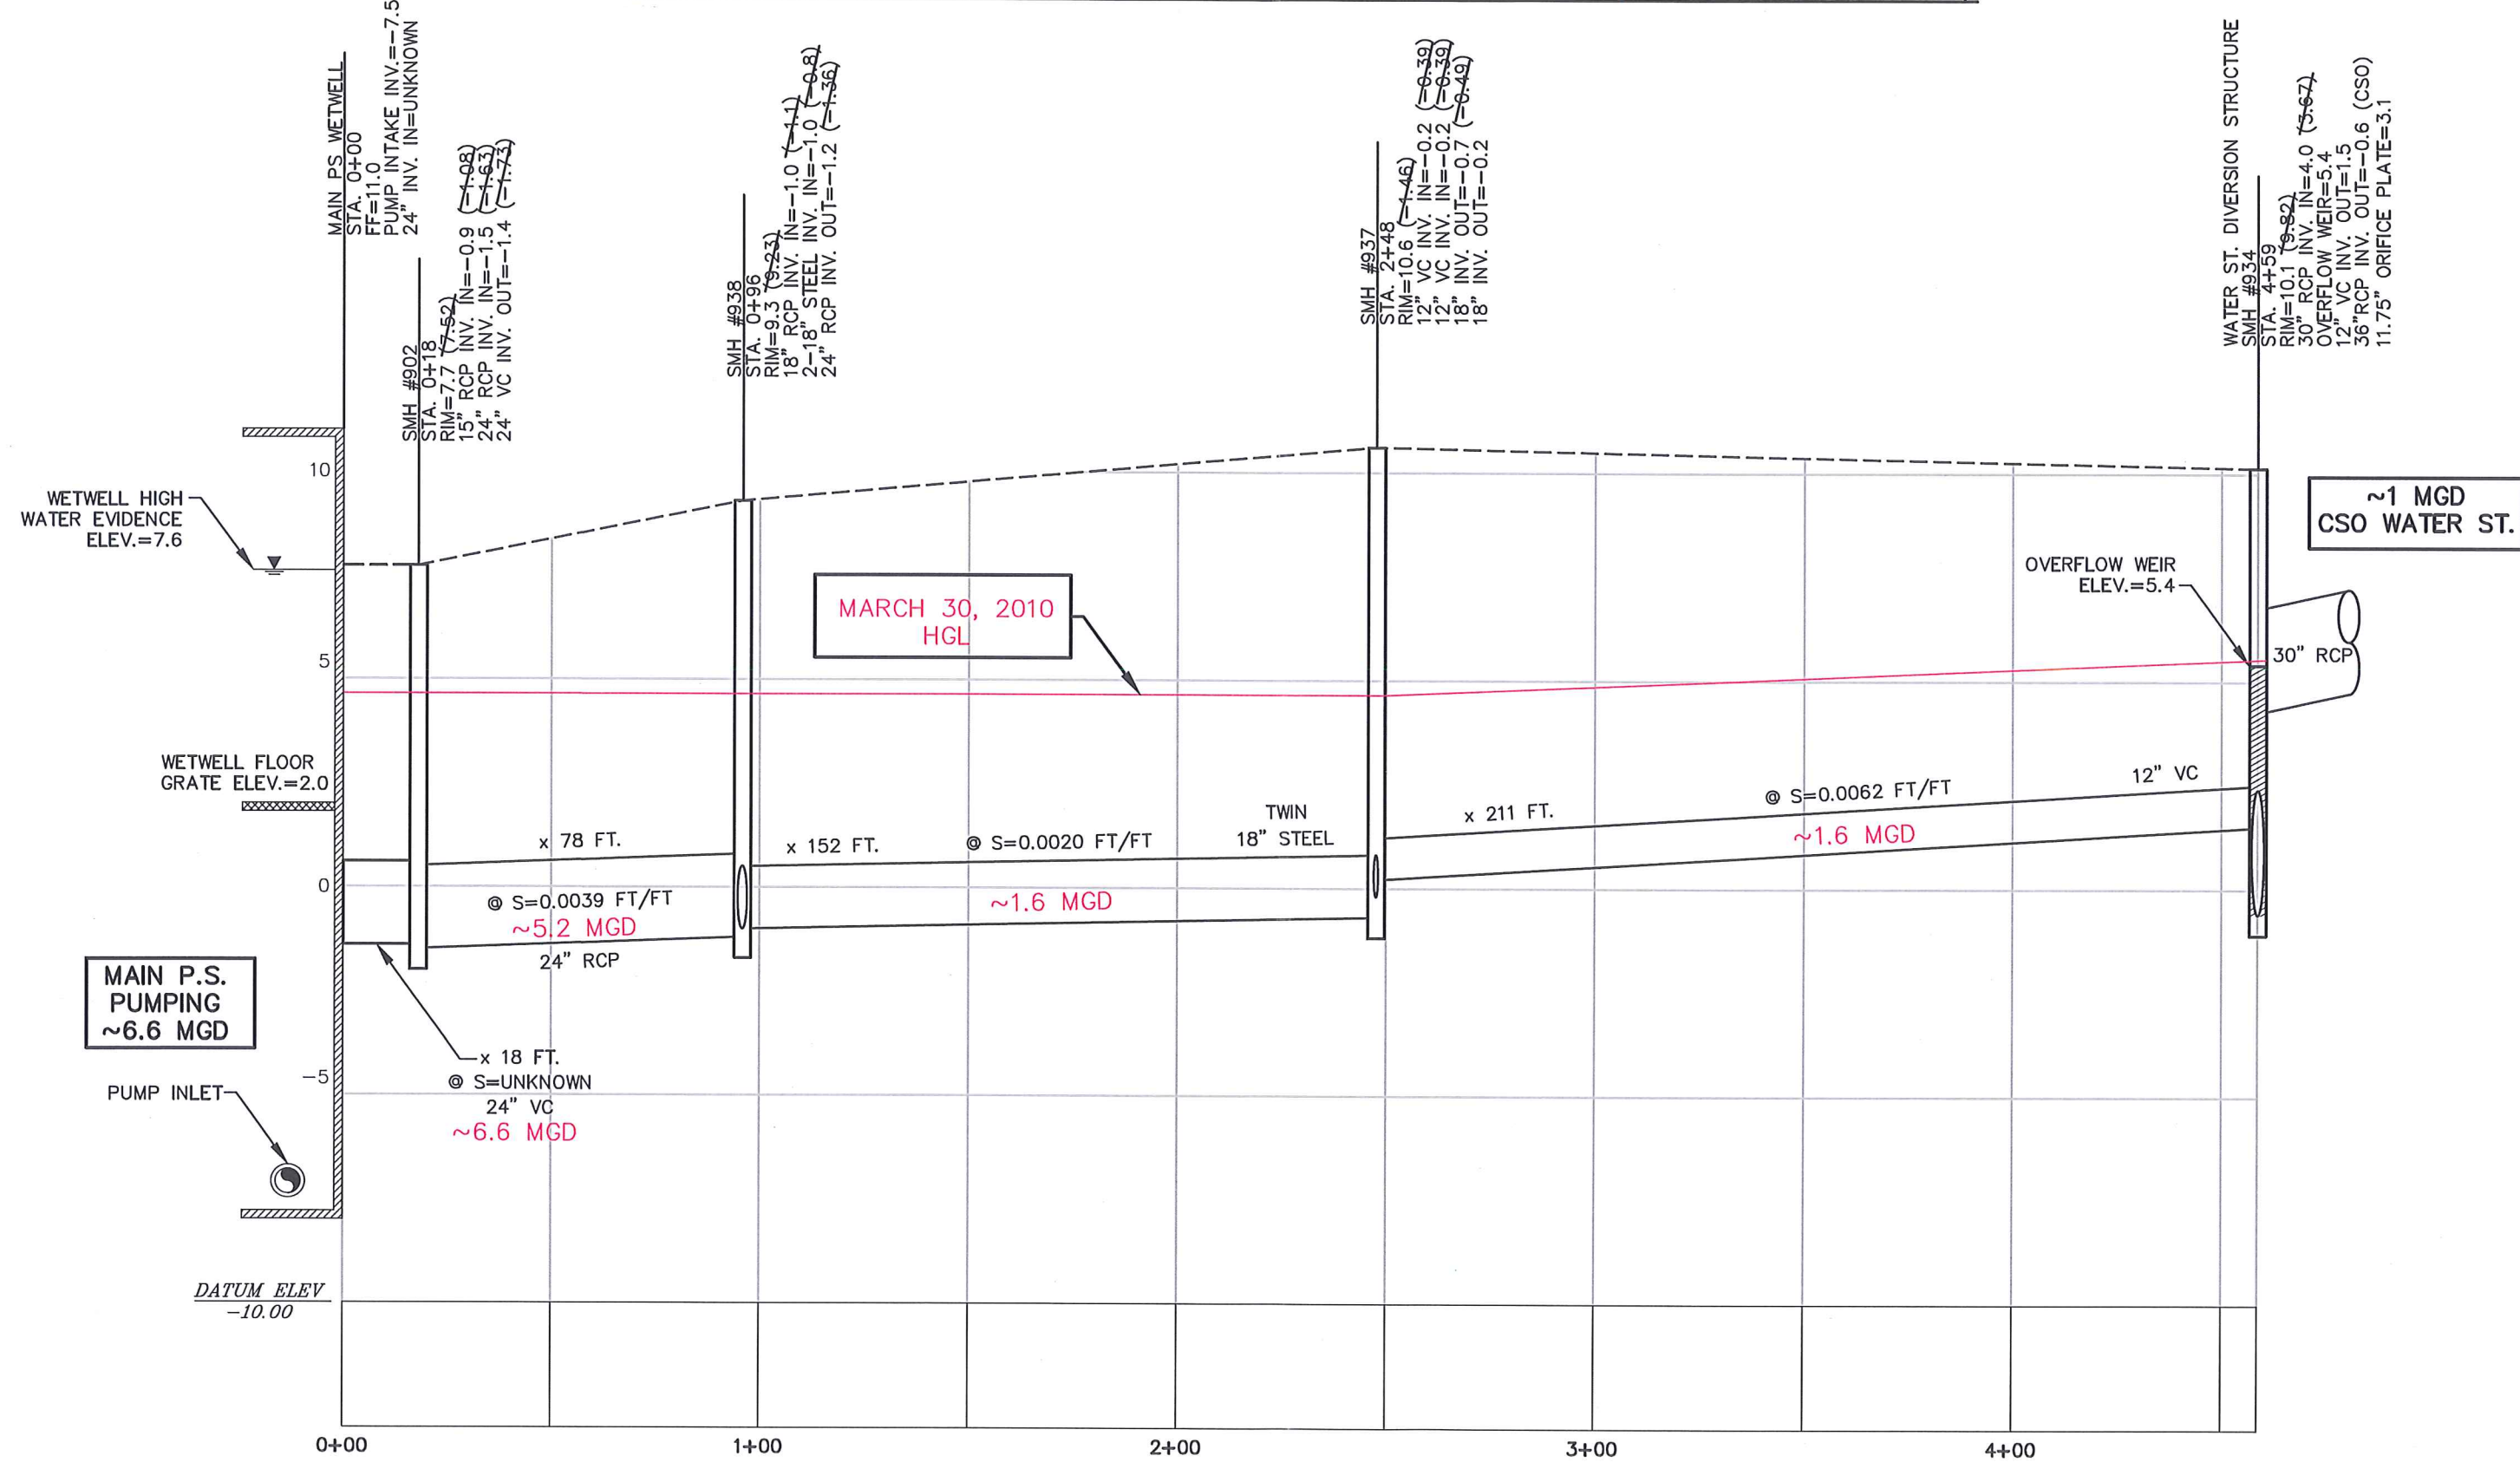 MAIN PS WETWELL
STA. 0+00
FF=11.0
PUMP INTAKE INV.=-7.5
24" INV. IN=UNKNOWN
SMH #902
STA. 0+18
RIM=7.7 (7.52)
15" RCP INV. IN=-0.9 (-1.08)
24" RCP INV. IN=-1.5 (-1.63)
24" VC INV. OUT=-1.4 (-1.73)
SMH #938
STA. 0+96
RIM=9.3 (9.23)
18" RCP INV. IN=-1.0 (-1.1)
2-18" STEEL INV. IN=-1.0 (-0.8)
24" RCP INV. OUT=-1.2 (-1.36)
SMH #937
STA. 2+48
RIM=10.6 (-1.46)
12" VC INV. IN=-0.2 (-0.39)
12" VC INV. IN=-0.2 (-0.39)
18" INV. OUT=-0.7 (-0.49)
18" INV. OUT=-0.2
WATER ST. DIVERSION STRUCTURE
SMH #934
STA. 4+59
RIM=10.1 (9.82)
30" RCP INV. IN=4.0 (3.67)
OVERFLOW WEIR=5.4
12" VC INV. OUT=1.5
36"RCP INV. OUT=-0.6 (CSO)
11.75" ORIFICE PLATE=3.1
10
WETWELL HIGH
WATER EVIDENCE
ELEV.=7.6
~1 MGD
CSO WATER ST.
OVERFLOW WEIR
ELEV.=5.4
MARCH 30, 2010
HGL
5
30" RCP
WETWELL FLOOR
GRATE ELEV.=2.0
12" VC
@ S=0.0062 FT/FT
x 211 FT.
~1.6 MGD
TWIN
18" STEEL
x 78 FT.
x 152 FT.
@ S=0.0020 FT/FT
0
@ S=0.0039 FT/FT
~5.2 MGD
24" RCP
~1.6 MGD
MAIN P.S.
PUMPING
~6.6 MGD
x 18 FT.
@ S=UNKNOWN
24" VC
~6.6 MGD
-5
PUMP INLET
DATUM ELEV
-10.00
0+00
1+00
2+00
3+00
4+00